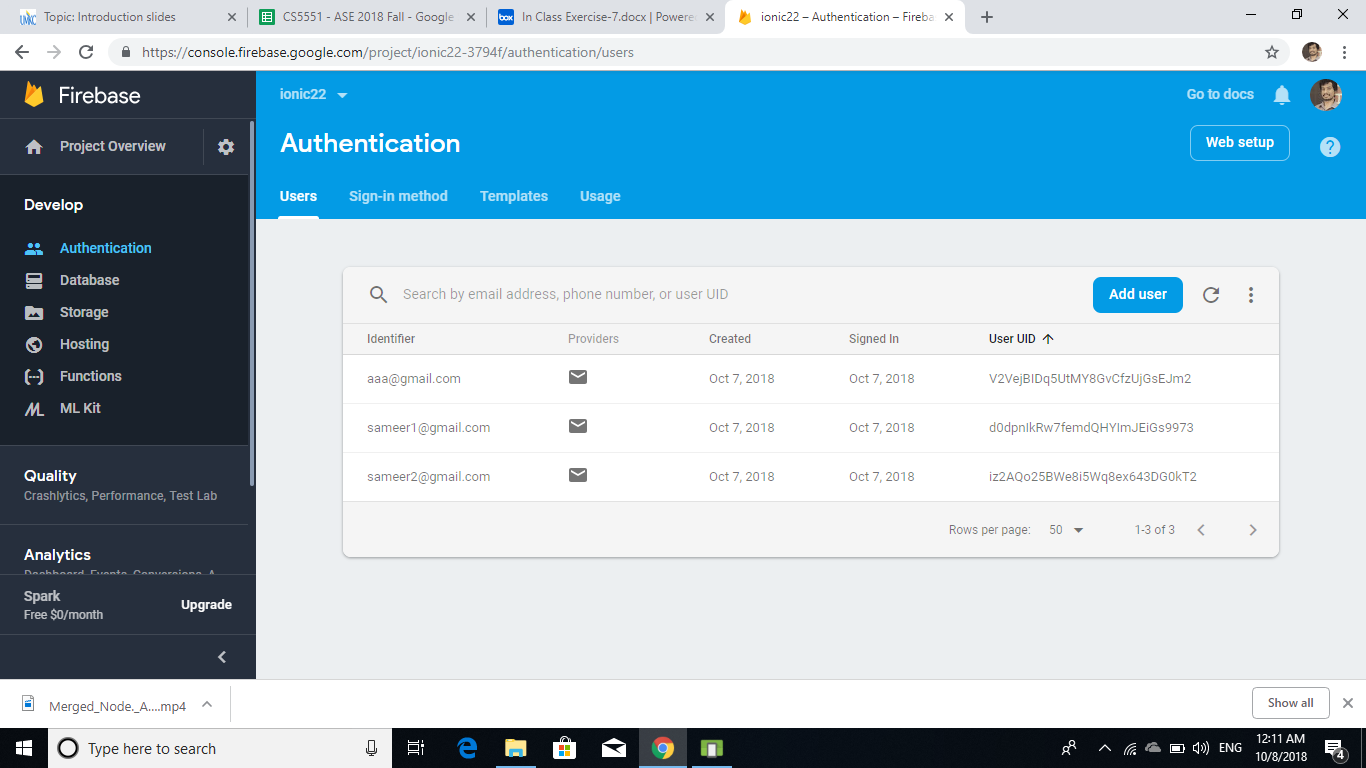 Topic: Introduction slides
CS5551 - ASE 2018 Fall - Google
In Class Exercise-7.docx | Powere
ionic22 – Authentication – Fireba
https://console.firebase.google.com/project/ionic22-3794f/authentication/users
Firebase
ionic22
Go to docs
Project Overview
Authentication
Web setup
Users Sign-in method Templates Usage
Develop
Authentication
Database
Storage
Hosting
Functions
ML Kit
Quality
Crashlytics, Performance, Test Lab
Analytics
Dashboard, Events, Conversions, A
Spark
Free $0/month
Upgrade
Search by email address, phone number, or user UID
Add user
Identifier Providers Created Signed In User UID
aaa@gmail.com Oct 7, 2018 Oct 7, 2018 V2VejBIDq5UtMY8GvCfzUjGsEJm2
sameer1@gmail.com Oct 7, 2018 Oct 7, 2018 d0dpnIkRw7femdQHYImJEiGs9973
sameer2@gmail.com Oct 7, 2018 Oct 7, 2018 iz2AQo25BWe8i5Wq8ex643DG0kT2
Rows per page: 50 1-3 of 3
Merged_Node._A....mp4
Show all
Type here to search
ENG
12:11 AM
10/8/2018
4